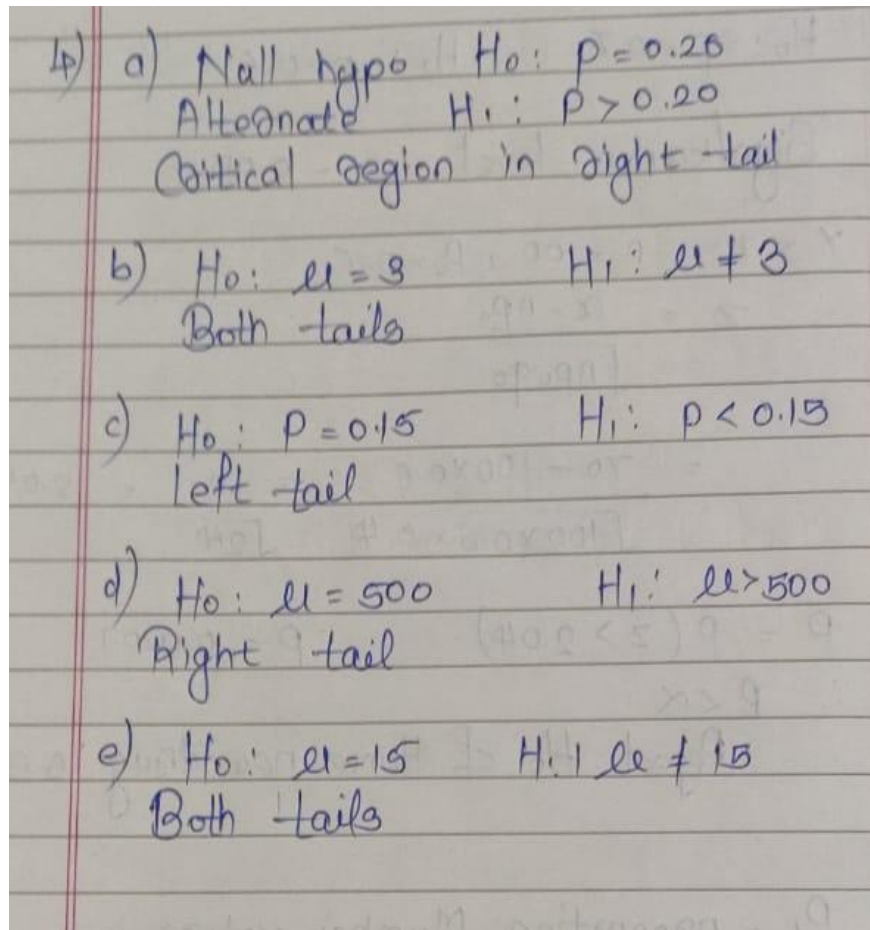 4) a) Nall hypo H0: p = 0.20
Alternate H1: P > 0.20
Critical region in right tail
b) H0: μ = 3 H1: μ ≠ 3
Both tails
c) H0: P = 0.15 H1: p < 0.15
left tail
d) H0: μ = 500 H1: μ > 500
Right tail
e) H0: μ = 15 H1: μ ≠ 15
Both tails